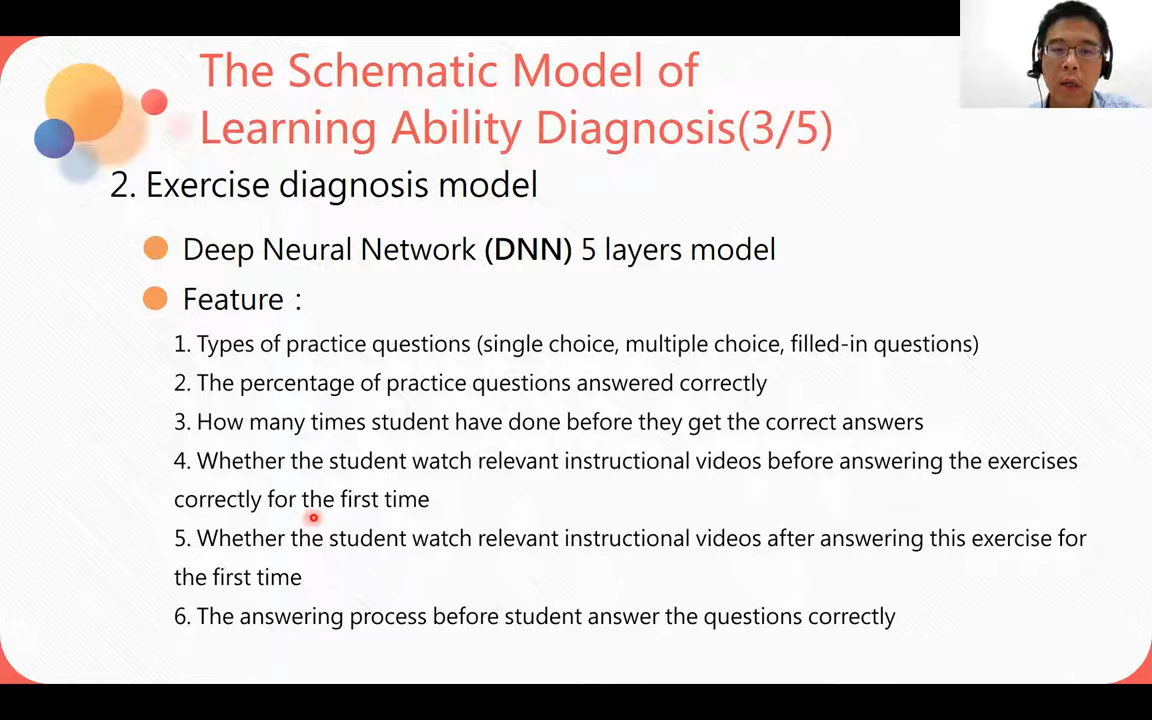 The Schematic Model of
Learning Ability Diagnosis(3/5)
2. Exercise diagnosis model
Deep Neural Network (DNN) 5 layers model
Feature：
1. Types of practice questions (single choice, multiple choice, filled-in questions)
2. The percentage of practice questions answered correctly
3. How many times student have done before they get the correct answers
4. Whether the student watch relevant instructional videos before answering the exercises
correctly for the first time
5. Whether the student watch relevant instructional videos after answering this exercise for
the first time
6. The answering process before student answer the questions correctly